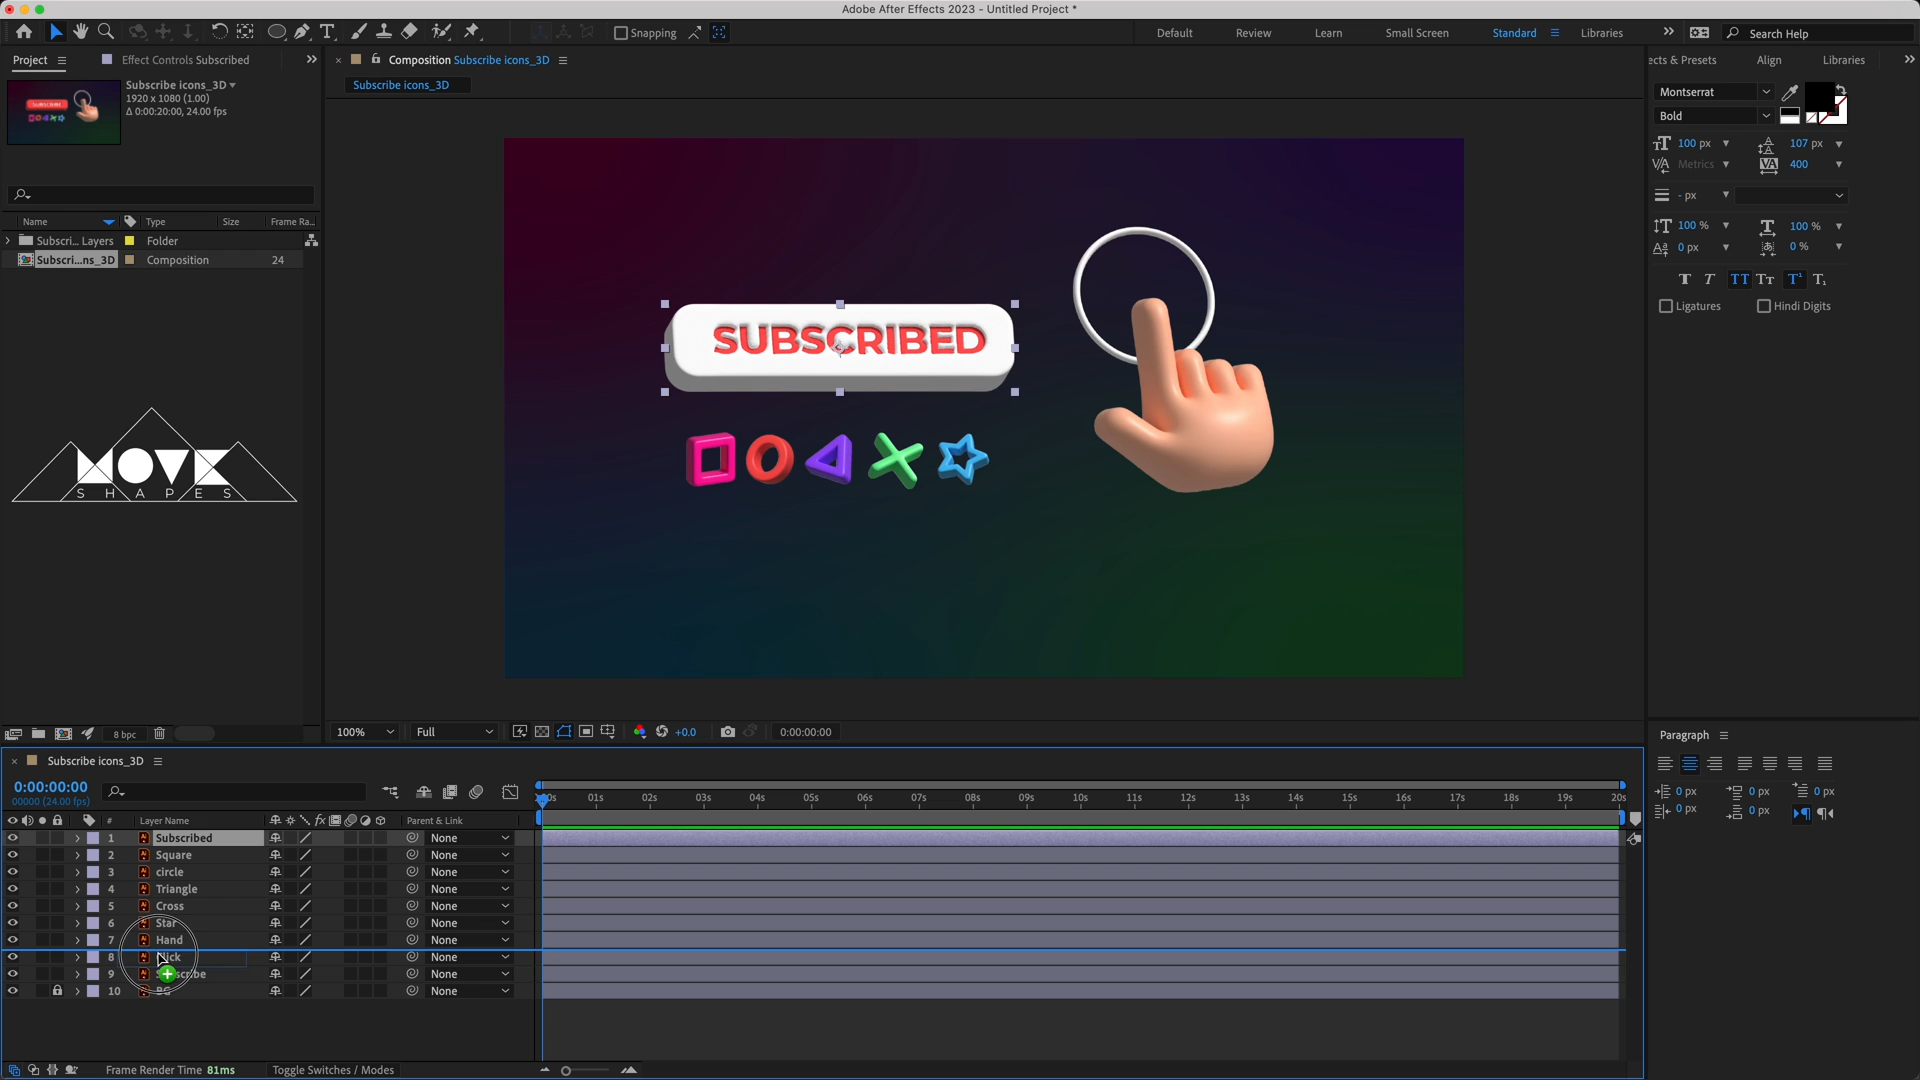 Adobe After Effects 2023 - Untitled Project *
Snapping
Default
Review
Learn
Small Screen
Standard
Libraries
Search Help
Project
Effect Controls Subscribed
Composition Subscribe icons_3D
ects & Presets
Align
Libraries
Subscribe icons_3D
Subscribe icons_3D
1920 x 1080 (1.00)
Δ 0:00:20:00, 24.00 fps
Montserrat
Bold
100 px
107 px
Metrics
400
- px
100 %
100 %
0 px
0 %
Ligatures
Hindi Digits
Name
Type
Size
Frame Ra...
Subscri... Layers
Folder
Subscri...ns_3D
Composition
24
SUBSCRIBED
MOVE
SHAPES
8 bpc
100%
Full
+0.0
0:00:00:00
Paragraph
0 px
0 px
0 px
0 px
0 px
Subscribe icons_3D
0:00:00:00
00000 (24.00 fps)
01s
02s
03s
04s
05s
06s
07s
08s
09s
10s
11s
12s
13s
14s
15s
16s
17s
18s
19s
20s
#
Layer Name
Parent & Link
1
Subscribed
None
2
Square
None
3
circle
None
4
Triangle
None
5
Cross
None
6
Star
None
7
Hand
None
8
None
9
None
10
BG
None
Frame Render Time 81ms
Toggle Switches / Modes